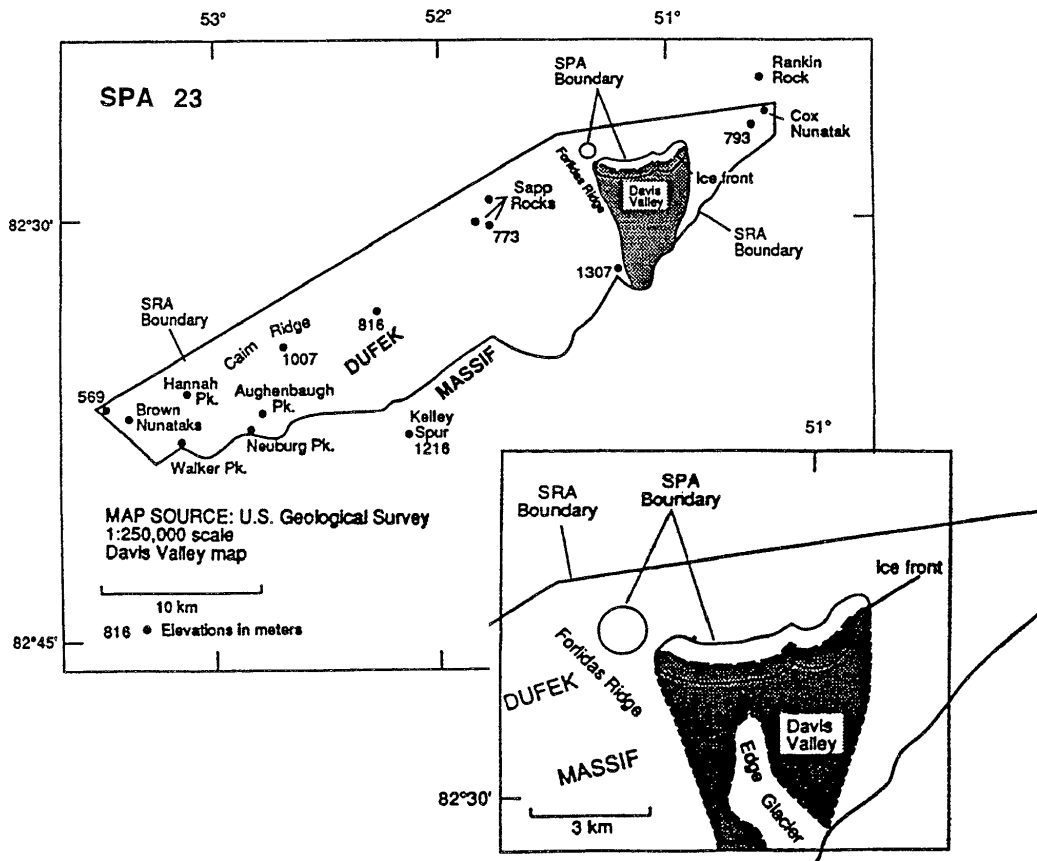 53°
52°
51°
SPA 23
SPA
Boundary
Rankin
Rock
Cox
Nunatak
793
Forlidas Ridge
Ice front
Davis
Valley
Sapp
Rocks
773
82°30'
SRA
Boundary
1307
SRA
Boundary
816
Caim Ridge
1007
DUFEK
MASSIF
Hannah
Pk.
569
Brown
Nunataks
Aughenbaugh
Pk.
Kelley
Spur
1216
Neuburg Pk.
Walker Pk.
51°
MAP SOURCE: U.S. Geological Survey
1:250,000 scale
Davis Valley map
10 km
816 • Elevations in meters
82°45'
SRA
Boundary
SPA
Boundary
Ice front
Forlidas Ridge
DUFEK
MASSIF
Davis
Valley
Edge
Glacier
82°30'
3 km